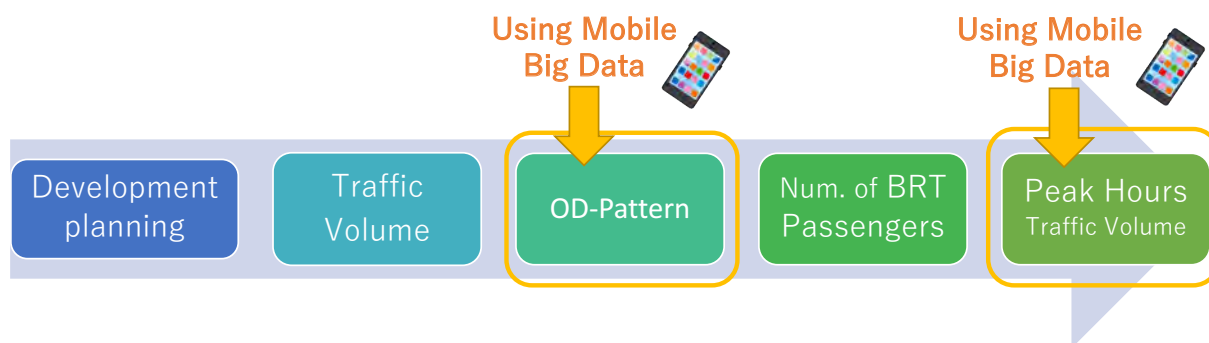 Using Mobile
Big Data
Using Mobile
Big Data
Development
planning
Traffic
Volume
OD-Pattern
Num. of BRT
Passengers
Peak Hours
Traffic Volume